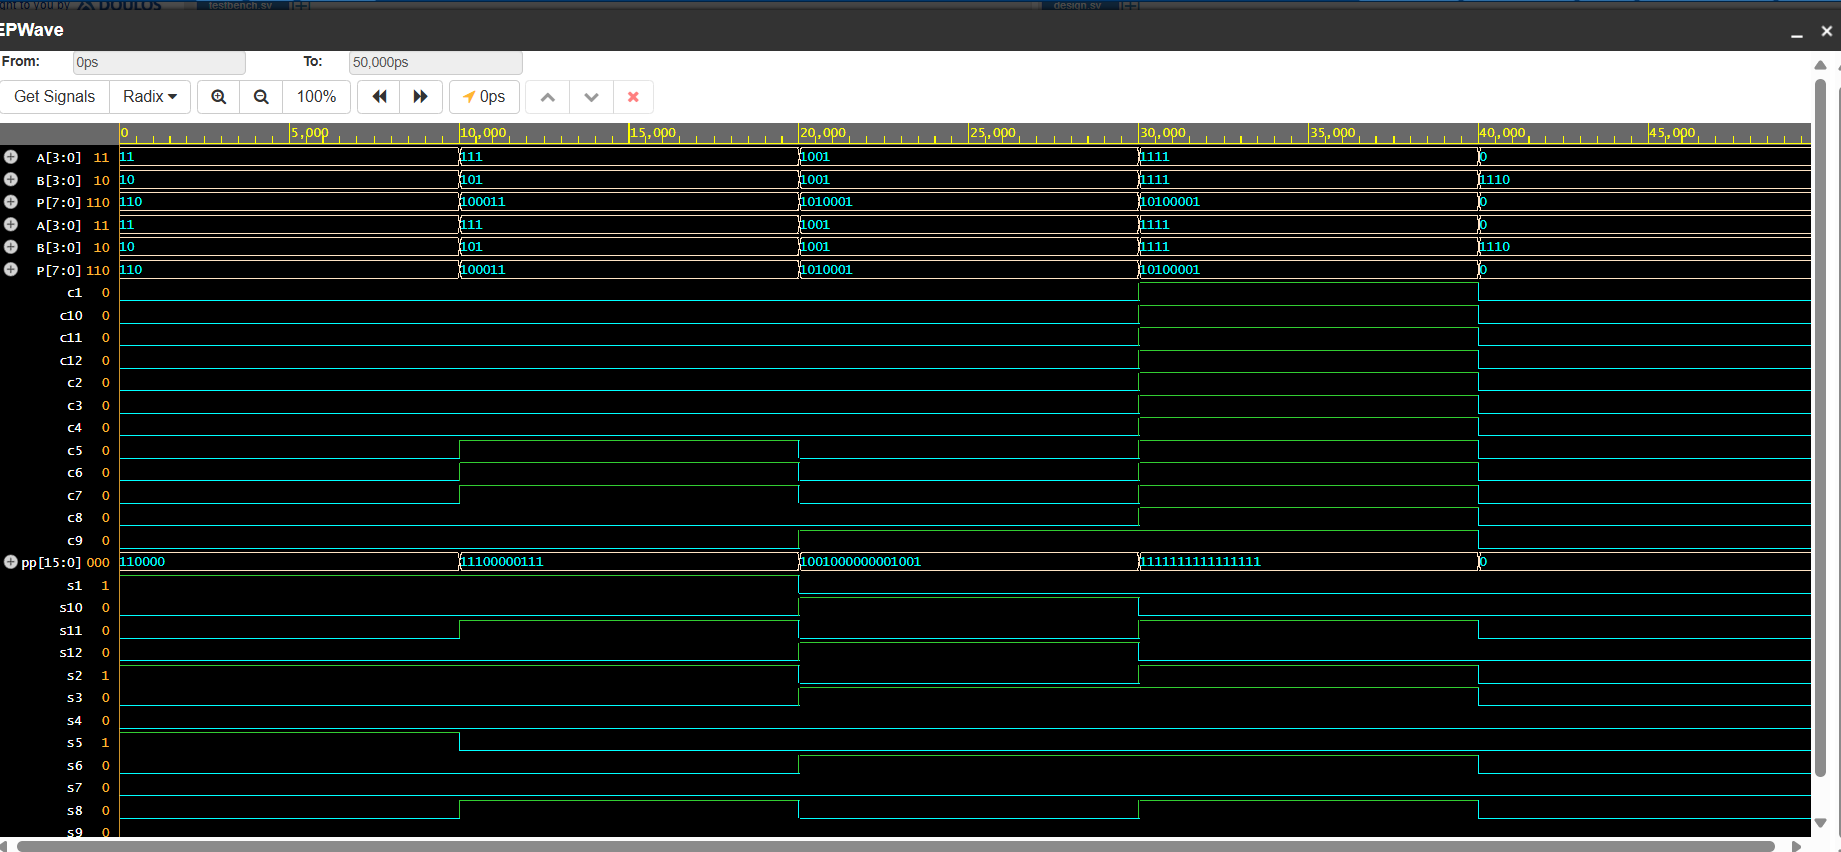 ght to you by DOULOS testbench.sv design.sv
EPWave
From: 0ps To: 50,000ps
Get Signals Radix 100% 0ps
0 5,000 10,000 15,000 20,000 25,000 30,000 35,000 40,000 45,000
A[3:0] 11 11 111 1001 1111 0
B[3:0] 10 10 101 1001 1111 1110
P[7:0] 110 110 100011 1010001 10100001 0
A[3:0] 11 11 111 1001 1111 0
B[3:0] 10 10 101 1001 1111 1110
P[7:0] 110 110 100011 1010001 10100001 0
c1 0
c10 0
c11 0
c12 0
c2 0
c3 0
c4 0
c5 0
c6 0
c7 0
c8 0
c9 0
pp[15:0] 000 110000 11100000111 1001000000001001 1111111111111111 0
s1 1
s10 0
s11 0
s12 0
s2 1
s3 0
s4 0
s5 1
s6 0
s7 0
s8 0
s9 0